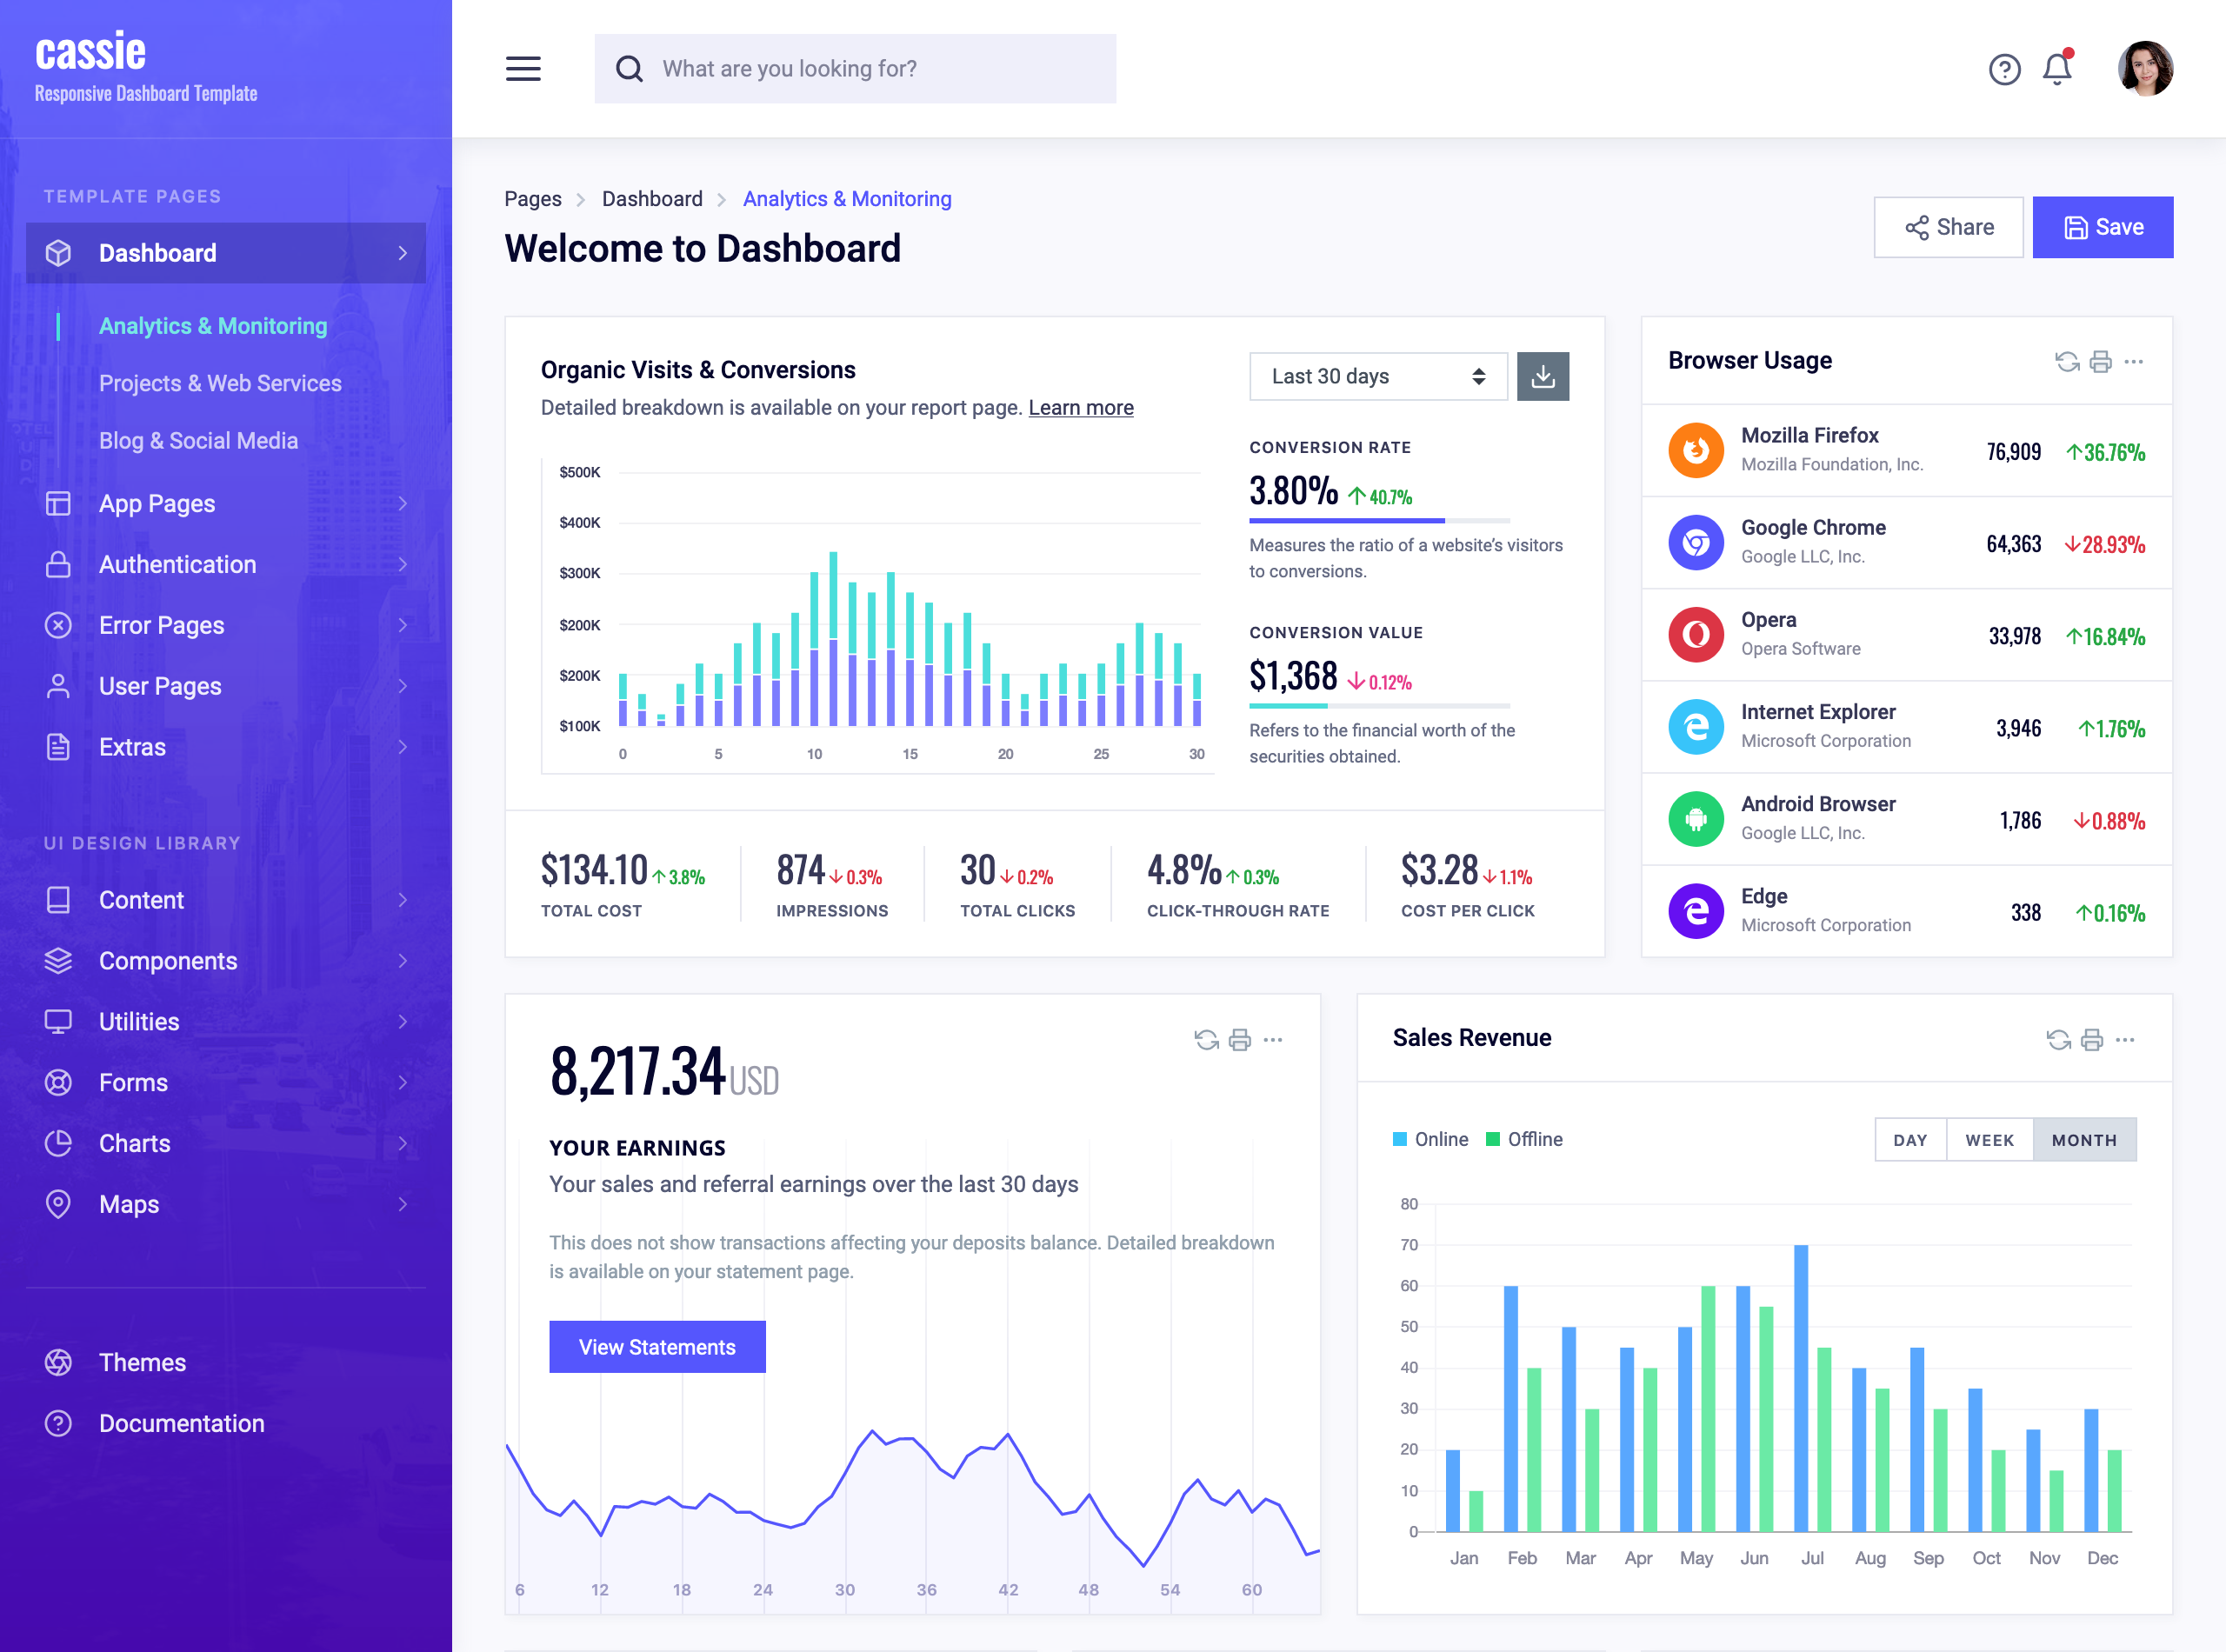 cassie
Responsive Dashboard Template
TEMPLATE PAGES
Dashboard
Analytics & Monitoring
Projects & Web Services
Blog & Social Media
App Pages
Authentication
Error Pages
User Pages
Extras
UI DESIGN LIBRARY
Content
Components
Utilities
Forms
Charts
Maps
Themes
Documentation
What are you looking for?
Pages Dashboard Analytics & Monitoring
Welcome to Dashboard
Share
Save
Organic Visits & Conversions
Detailed breakdown is available on your report page. Learn more
Last 30 days
$500K
$400K
$300K
$200K
$200K
$100K
0 5 10 15 20 25 30
CONVERSION RATE
3.80% 40.7%
Measures the ratio of a website’s visitors
to conversions.
CONVERSION VALUE
$1,368 0.12%
Refers to the financial worth of the
securities obtained.
$134.10 3.8%
TOTAL COST
874 0.3%
IMPRESSIONS
30 0.2%
TOTAL CLICKS
4.8% 0.3%
CLICK-THROUGH RATE
$3.28 1.1%
COST PER CLICK
Browser Usage
Mozilla Firefox
Mozilla Foundation, Inc.
76,909 36.76%
Google Chrome
Google LLC, Inc.
64,363 28.93%
Opera
Opera Software
33,978 16.84%
Internet Explorer
Microsoft Corporation
3,946 1.76%
Android Browser
Google LLC, Inc.
1,786 0.88%
Edge
Microsoft Corporation
338 0.16%
8,217.34 USD
YOUR EARNINGS
Your sales and referral earnings over the last 30 days
This does not show transactions affecting your deposits balance. Detailed breakdown
is available on your statement page.
View Statements
6 12 18 24 30 36 42 48 54 60
Sales Revenue
Online Offline
DAY WEEK MONTH
80
70
60
50
40
30
20
10
0
Jan Feb Mar Apr May Jun Jul Aug Sep Oct Nov Dec